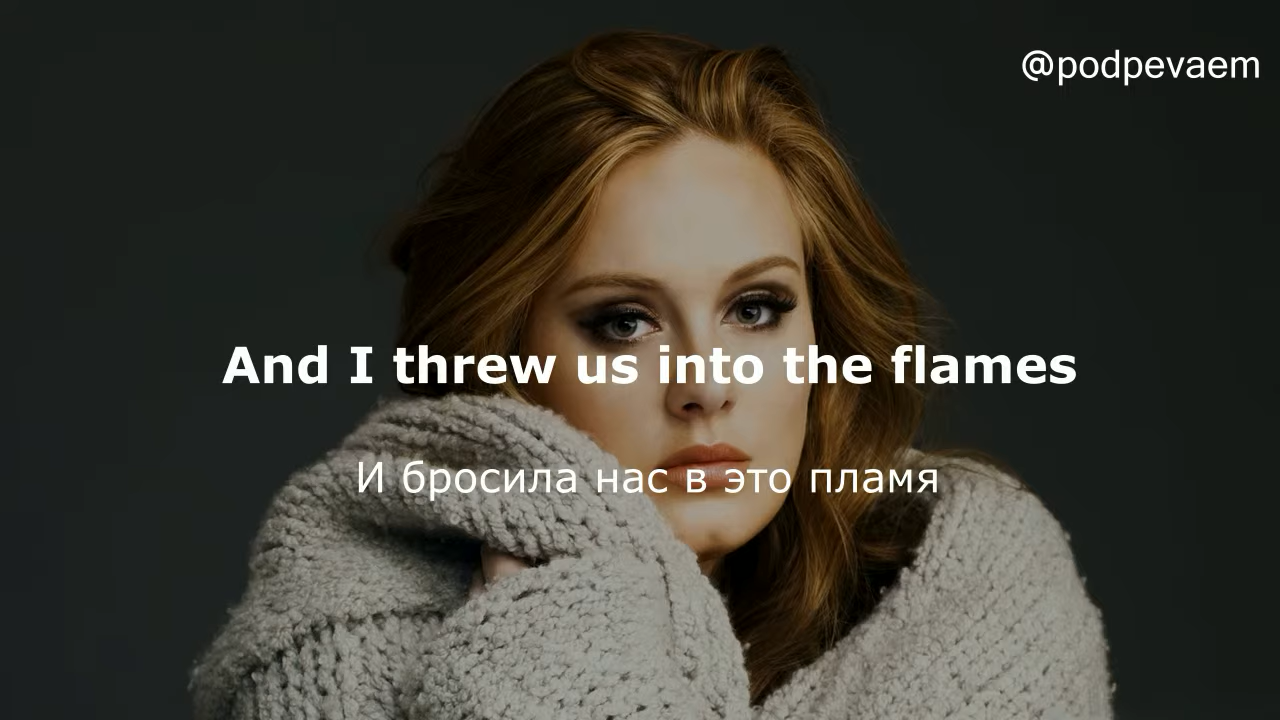 @podpevaem
And I threw us into the flames
И бросила нас в это пламя